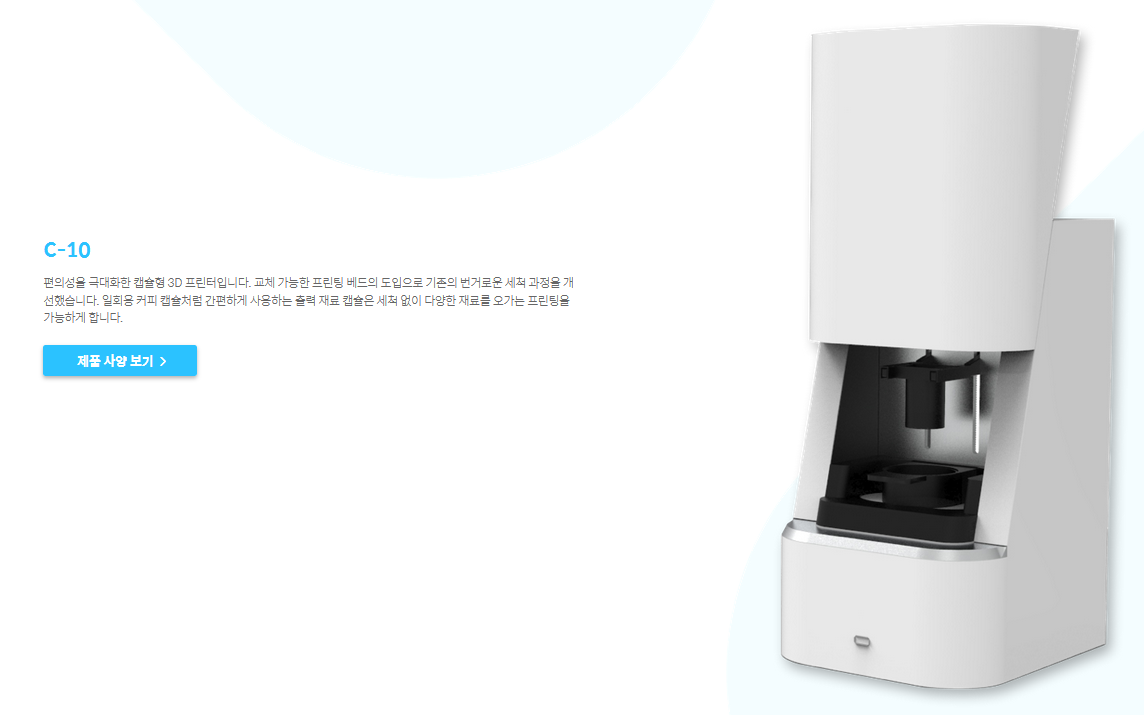 C-10
편의성을 극대화한 캡슐형 3D 프린터입니다. 교체 가능한 프린팅 베드의 도입으로 기존의 번거로운 세척 과정을 개
선했습니다. 일회용 커피 캡슐처럼 간편하게 사용하는 출력 재료 캡슐은 세척 없이 다양한 재료를 오가는 프린팅을
가능하게 합니다.
제품 사양 보기 >